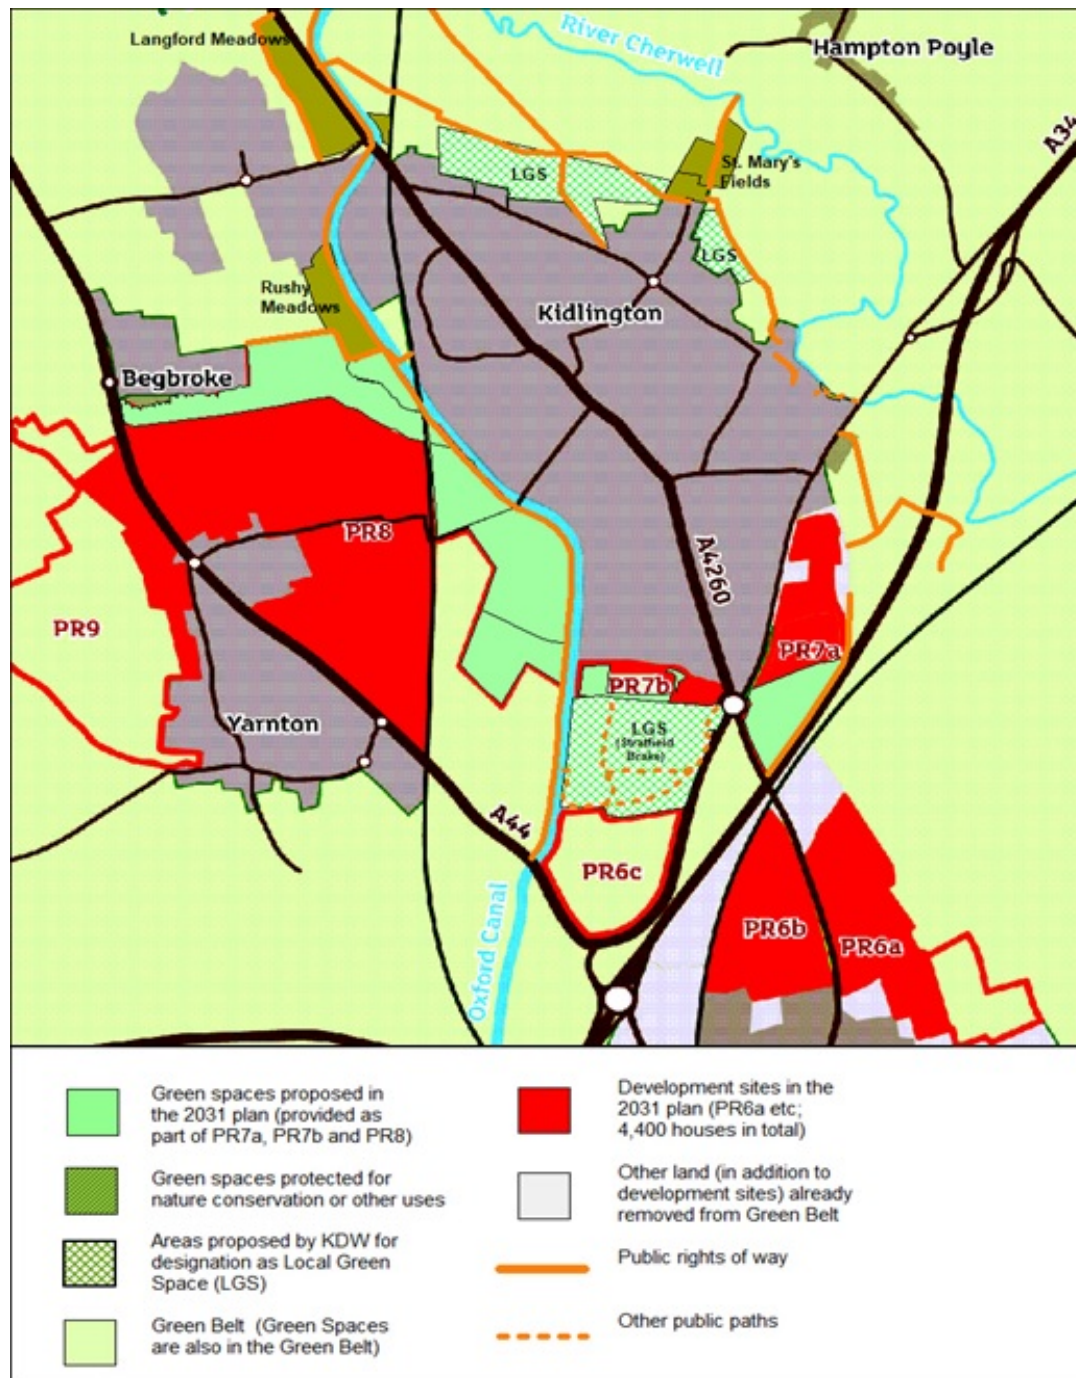 Langford Meadows
River Cherwell
Hampton Poyle
A34
LGS
St. Mary's
Fields
LGS
Rushy
Meadows
Kidlington
Begbroke
PR8
A4260
PR9
PR7a
PR7b
Yarnton
LGS
(Stratfield
Brake)
A44
PR6c
Oxford Canal
PR6b
PR6a
Green spaces proposed in
the 2031 plan (provided as
part of PR7a, PR7b and PR8)
Green spaces protected for
nature conservation or other uses
Areas proposed by KDW for
designation as Local Green
Space (LGS)
Green Belt (Green Spaces
are also in the Green Belt)
Development sites in the
2031 plan (PR6a etc;
4,400 houses in total)
Other land (in addition to
development sites) already
removed from Green Belt
Public rights of way
Other public paths